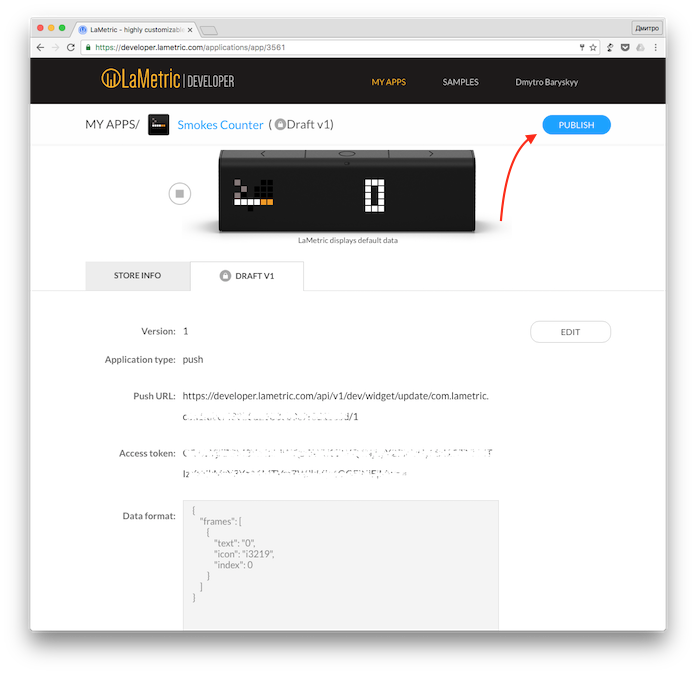 LaMetric - highly customizable
Дмитро
https://developer.lametric.com/applications/app/3561
LaMetric | DEVELOPER
MY APPS
SAMPLES
Dmytro Baryskyy
MY APPS/ Smokes Counter ( Draft v1)
PUBLISH
0
LaMetric displays default data
STORE INFO
DRAFT V1
Version: 1
EDIT
Application type: push
Push URL: https://developer.lametric.com/api/v1/dev/widget/update/com.lametric.
/1
Access token:
Data format: {
"frames": [
{
"text": "0",
"icon": "i3219",
"index": 0
}
]
}